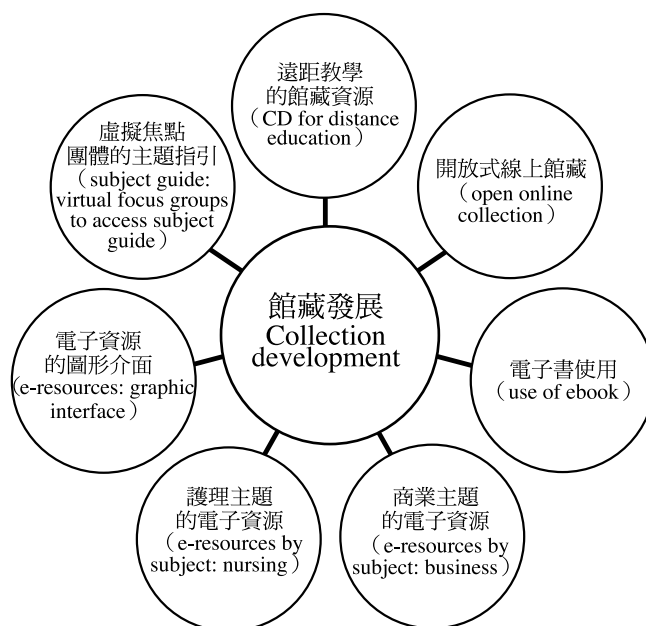 遠距教學
的館藏資源
（CD for distance
education）
開放式線上館藏
（open online
collection）
電子書使用
（use of ebook）
商業主題
的電子資源
（e-resources by
subject: business）
護理主題
的電子資源
（e-resources by
subject: nursing）
電子資源
的圖形介面
(e-resources: graphic
interface）
虛擬焦點
團體的主題指引
（subject guide:
virtual focus groups
to access subject
guide）
館藏發展
Collection
development